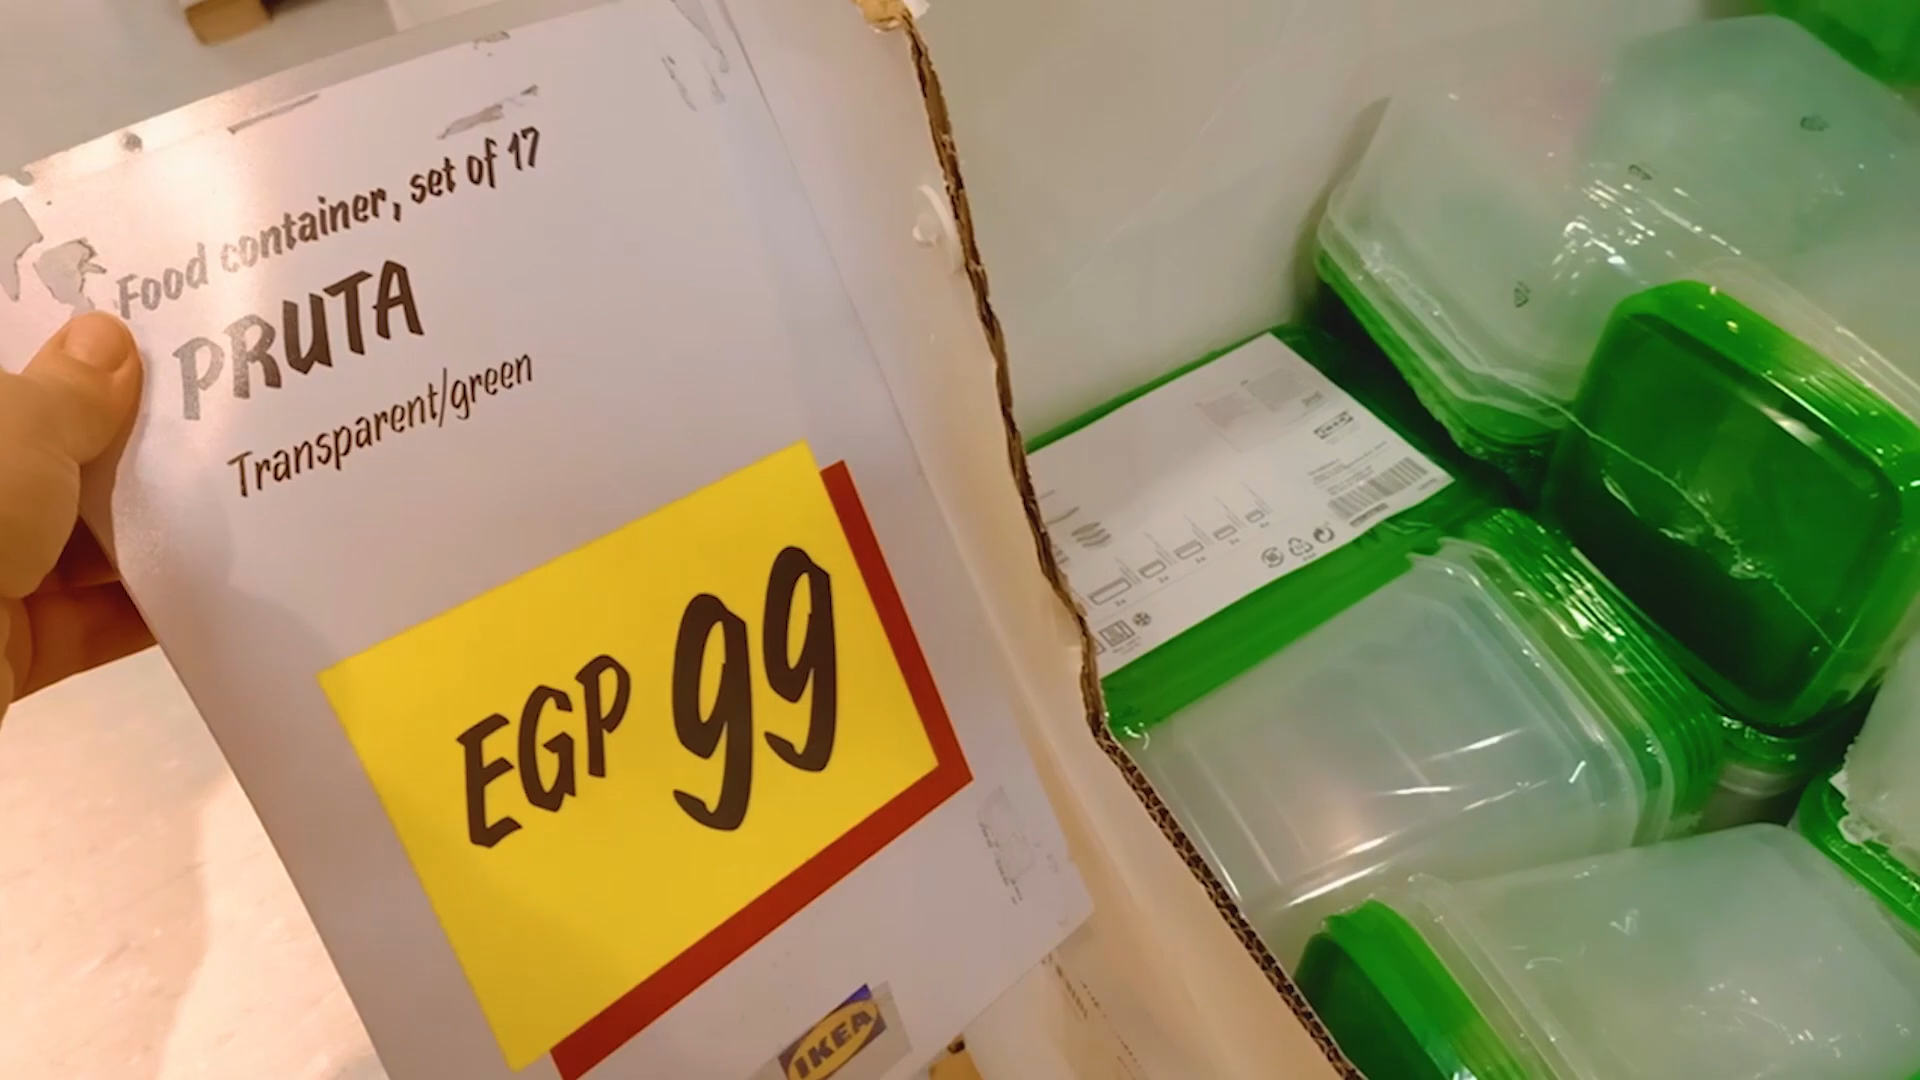 Food container, set of 17
PRUTA
Transparent/green
EGP 99
IKEA